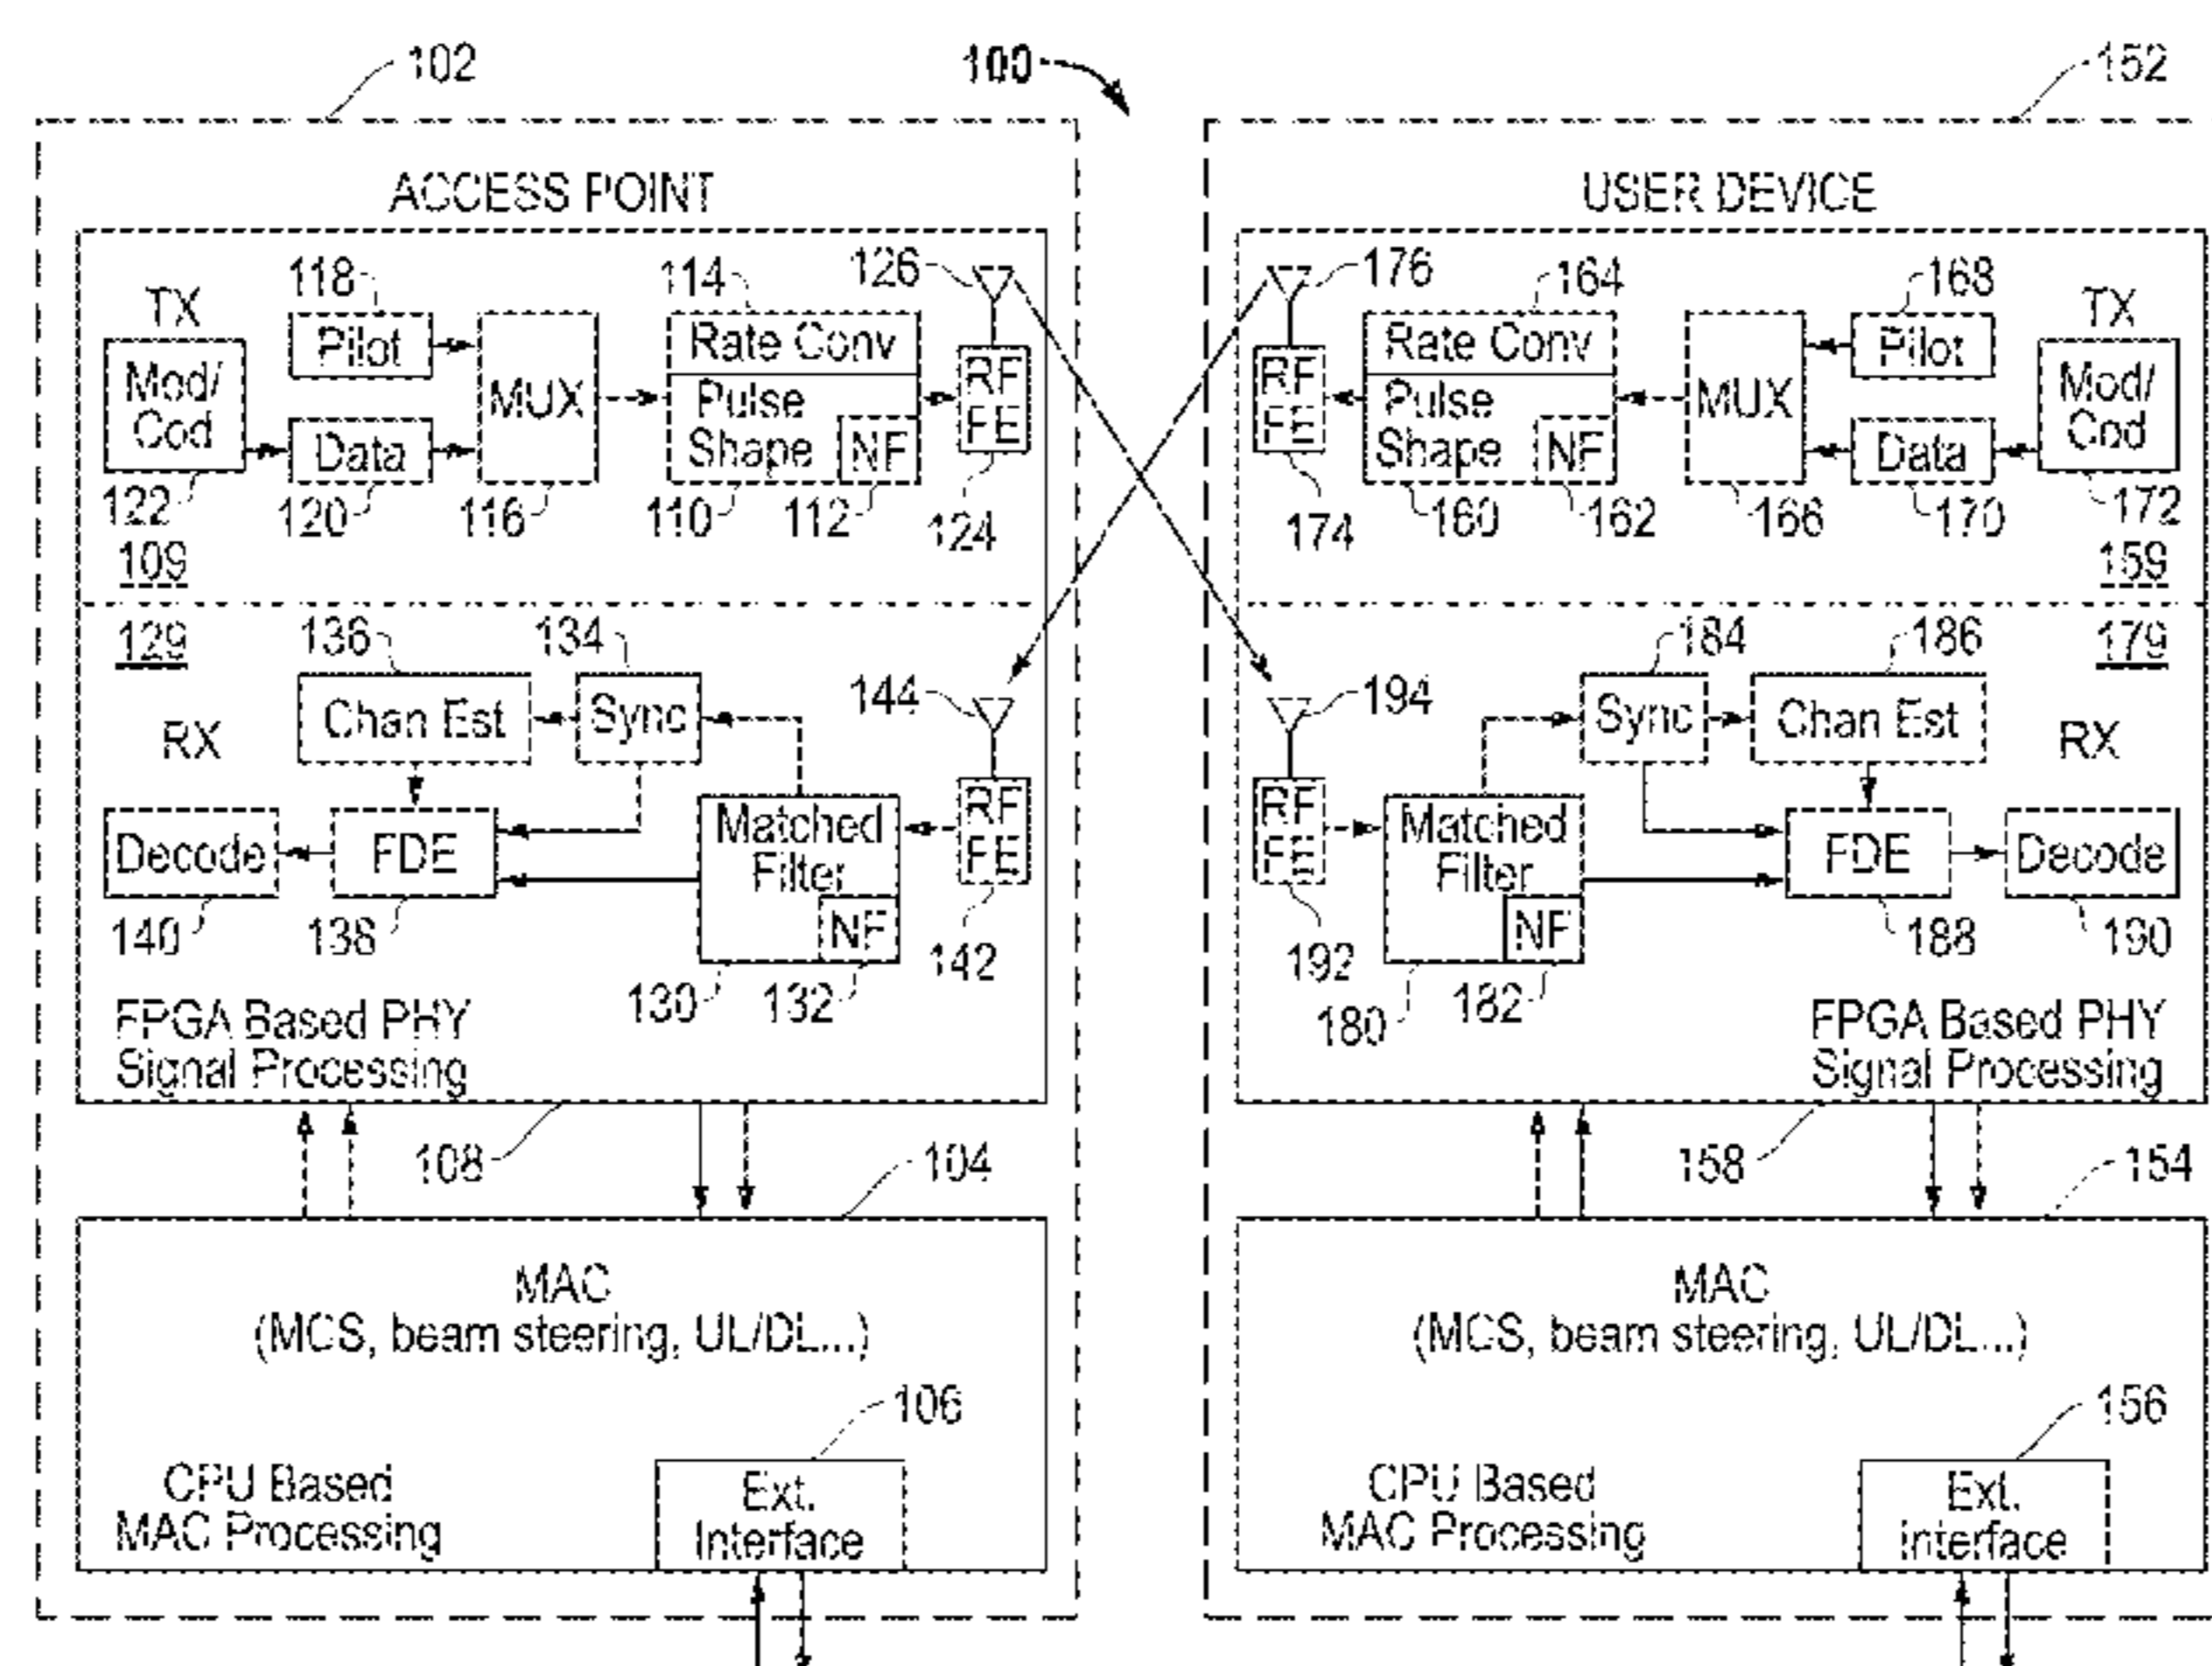 102
100
152
ACCESS POINT
USER DEVICE
118
114
126
176
164
168
TX
Pilot
Mod/
Cod
Data
MUX
Rate Conv
Pulse
Shape
NF
RF
FE
RF
FE
Rate Conv
Pulse
Shape
NF
MUX
Pilot
Data
TX
Mod/
Cod
122
120
116
110
112
124
174
160
162
166
170
172
109
159
129
136
134
144
194
184
186
179
RX
Chan Est
Sync
Decode
FDE
Matched
Filter
NF
RF
FE
RF
FE
Matched
Filter
NF
Sync
Chan Est
FDE
Decode
RX
140
138
130
132
142
192
180
182
188
190
FPGA Based PHY
Signal Processing
FPGA Based PHY
Signal Processing
108
104
158
154
MAC
(MCS, beam steering, UL/DL...)
MAC
(MCS, beam steering, UL/DL...)
106
156
CPU Based
MAC Processing
Ext.
Interface
CPU Based
MAC Processing
Ext.
Interface